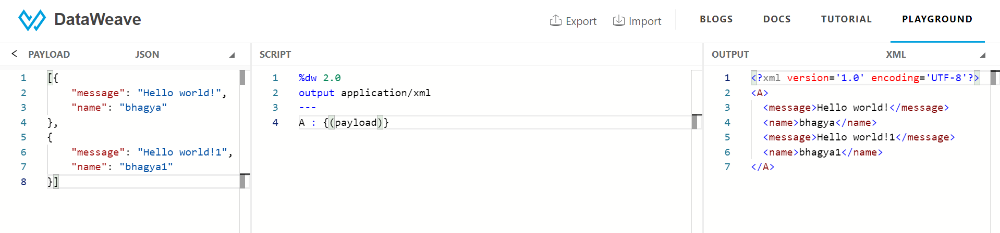 DataWeave
Export Import BLOGS DOCS TUTORIAL PLAYGROUND
< PAYLOAD JSON
1 [{
2 "message": "Hello world!",
3 "name": "bhagya"
4 },
5 {
6 "message": "Hello world!1",
7 "name": "bhagya1"
8 }]
SCRIPT
1 %dw 2.0
2 output application/xml
3 ---
4 A : {(payload)}
OUTPUT XML
1 <?xml version='1.0' encoding='UTF-8'?>
2 <A>
3 <message>Hello world!</message>
4 <name>bhagya</name>
5 <message>Hello world!1</message>
6 <name>bhagya1</name>
7 </A>